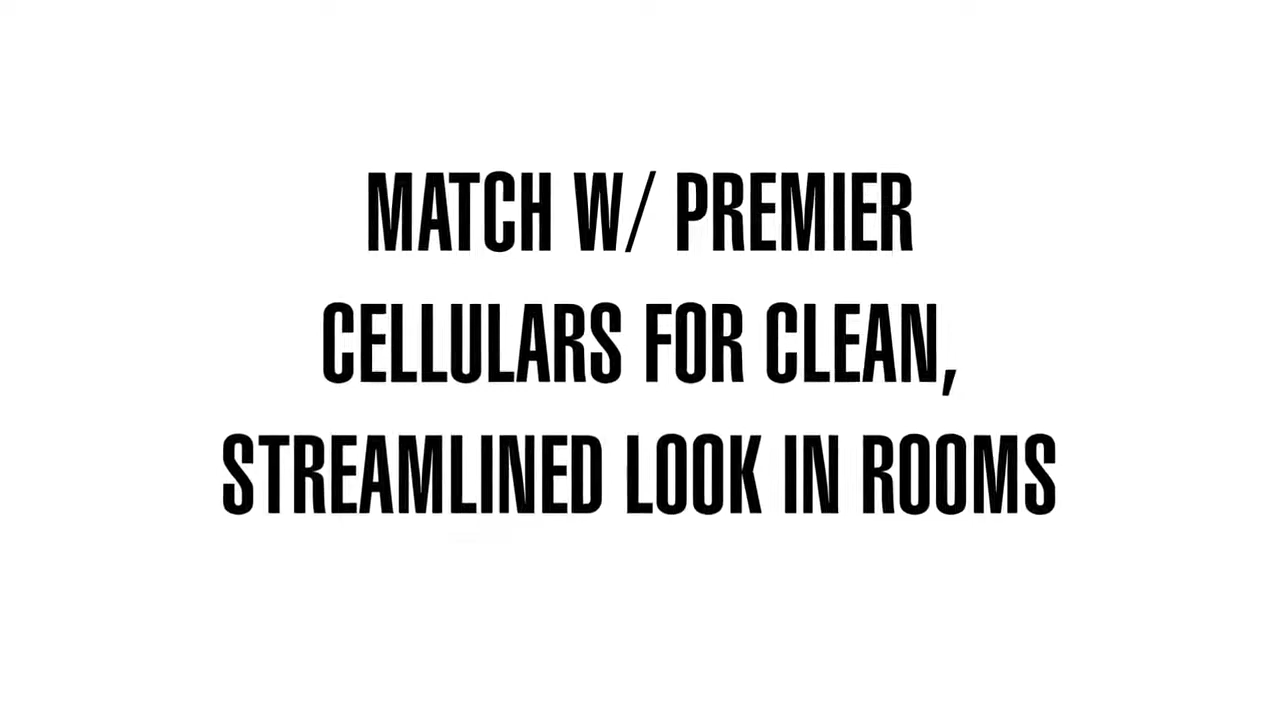 MATCH W/ PREMIER
CELLULARS FOR CLEAN,
STREAMLINED LOOK IN ROOMS